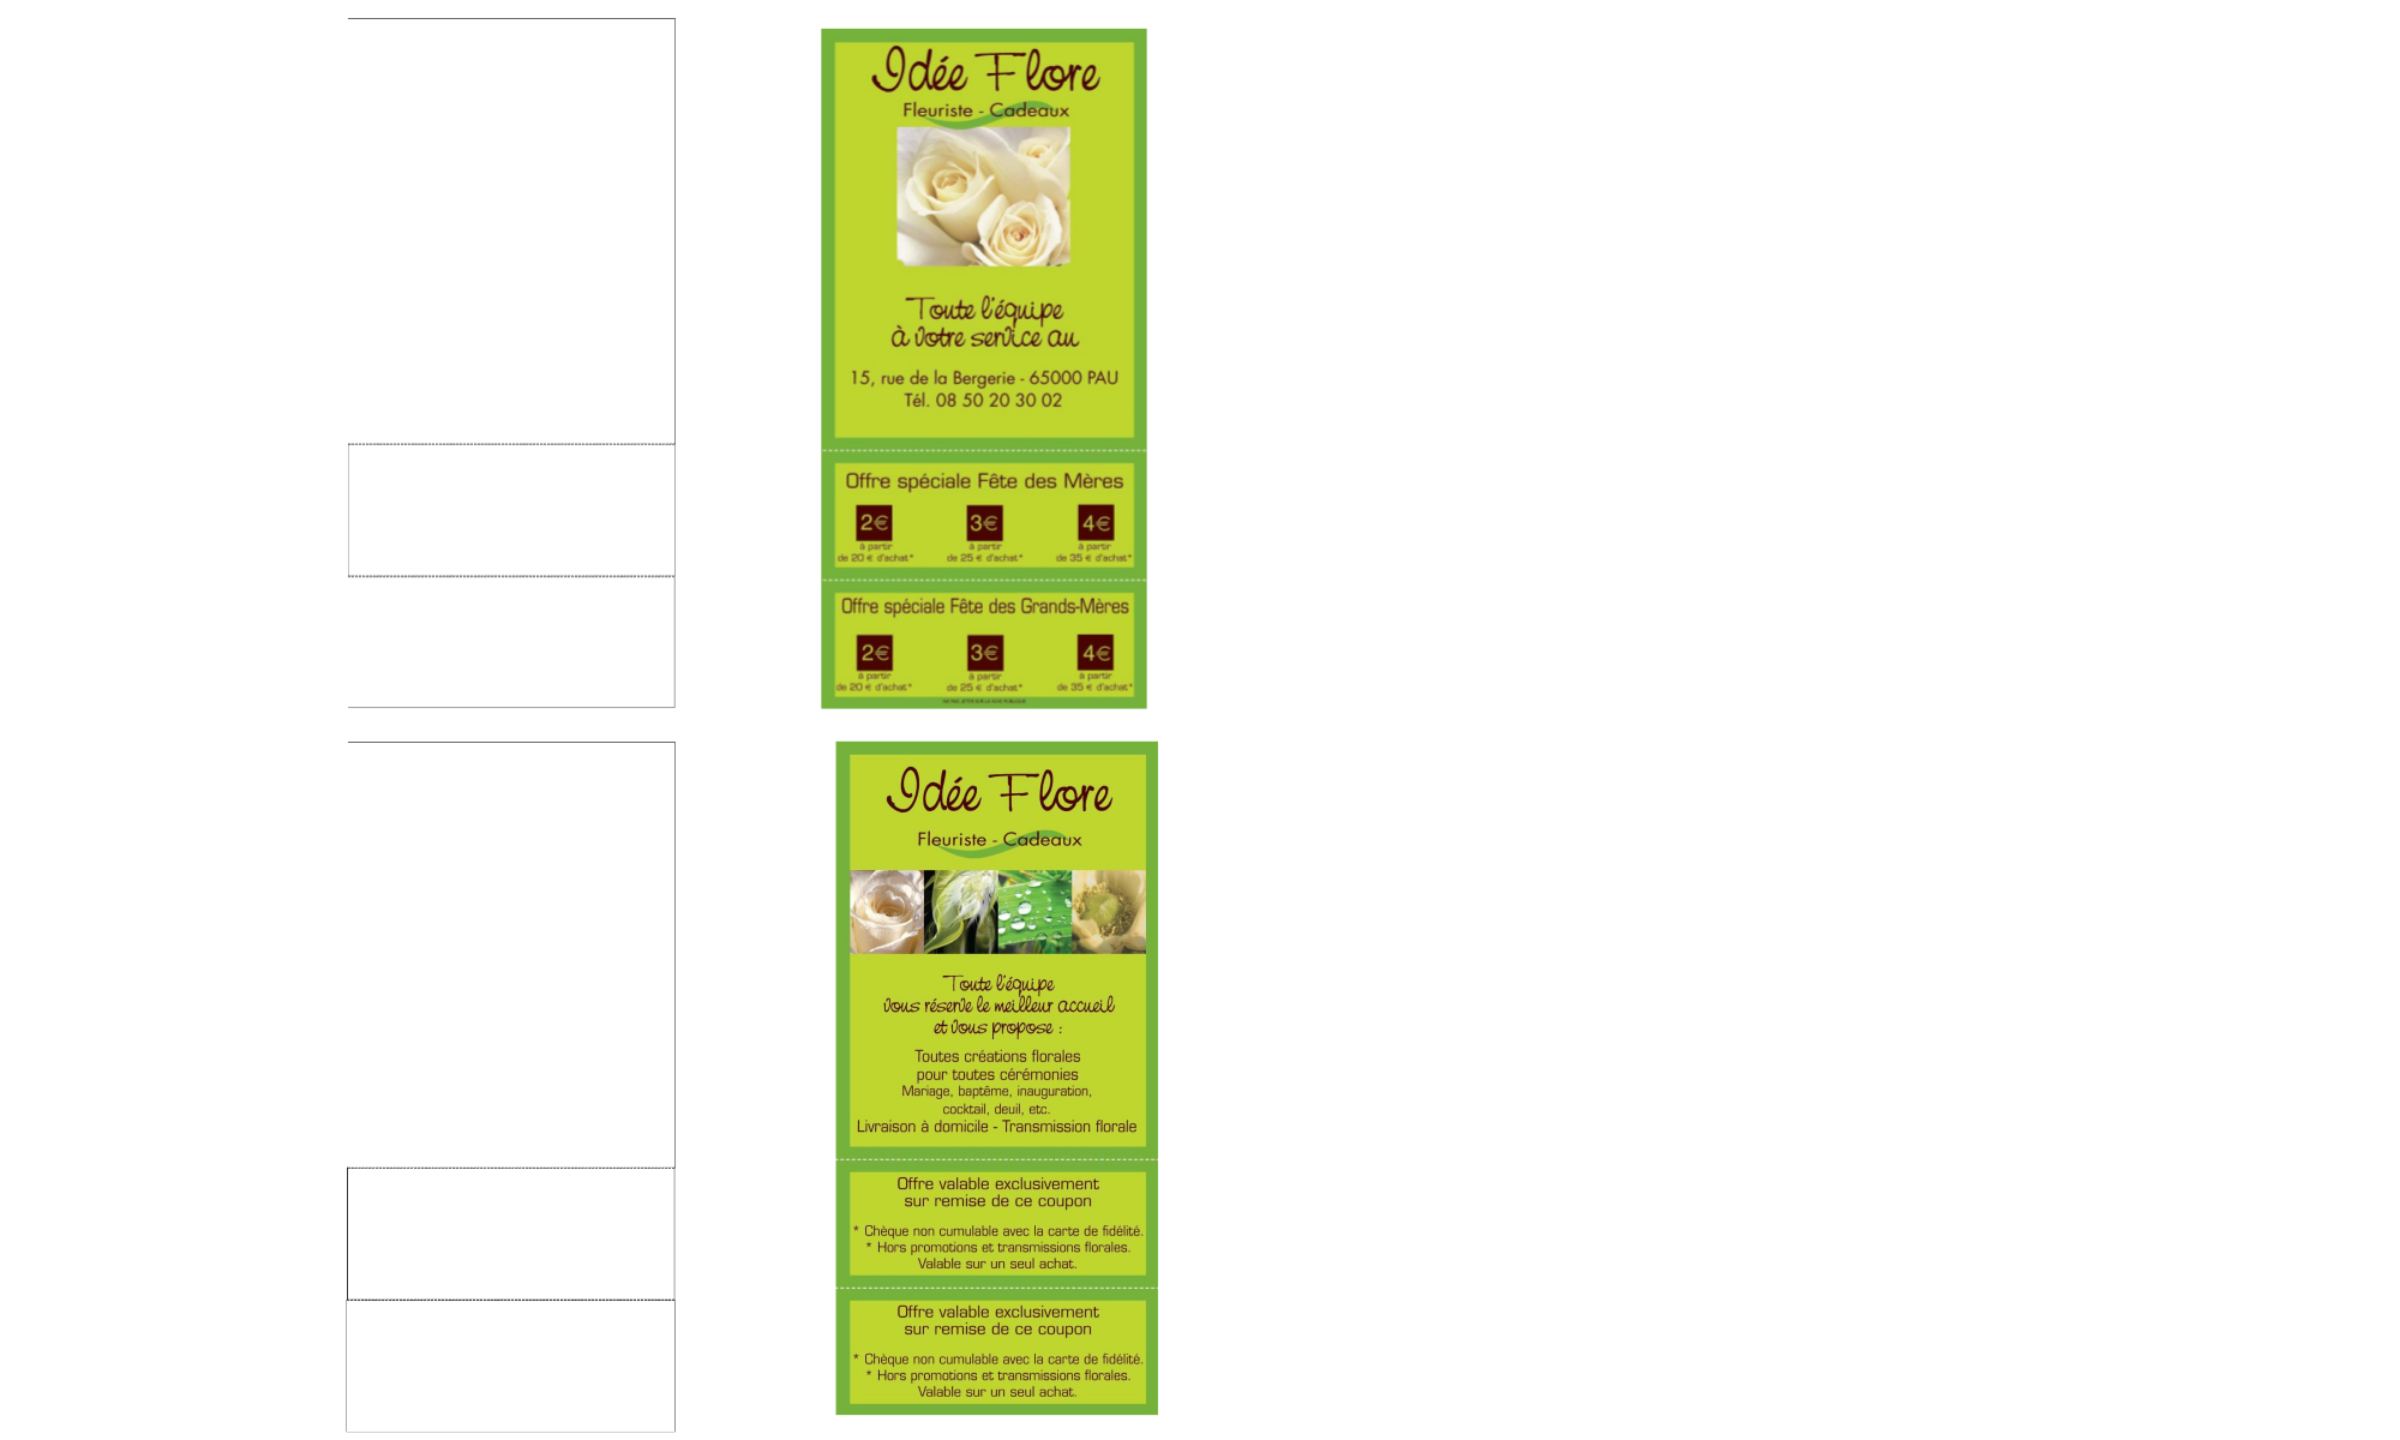 Idée Flore
Fleuriste - Cadeaux
Toute l'équipe
à votre service au
15, rue de la Bergerie - 65000 PAU
Tél. 08 50 20 30 02
Offre spéciale Fête des Mères
2€ 3€ 4€
à partir à partir à partir
de 20 € d'achat* de 25 € d'achat* de 35 € d'achat*
Offre spéciale Fête des Grands-Mères
2€ 3€ 4€
à partir à partir à partir
de 20 € d'achat* de 25 € d'achat* de 35 € d'achat*
Idée Flore
Fleuriste - Cadeaux
Toute l'équipe
vous réserve le meilleur accueil
et vous propose :
Toutes créations florales
pour toutes cérémonies
Mariage, baptême, inauguration,
cocktail, deuil, etc.
Livraison à domicile - Transmission florale
Offre valable exclusivement
sur remise de ce coupon
* Chèque non cumulable avec la carte de fidélité.
* Hors promotions et transmissions florales.
Valable sur un seul achat.
Offre valable exclusivement
sur remise de ce coupon
* Chèque non cumulable avec la carte de fidélité.
* Hors promotions et transmissions florales.
Valable sur un seul achat.